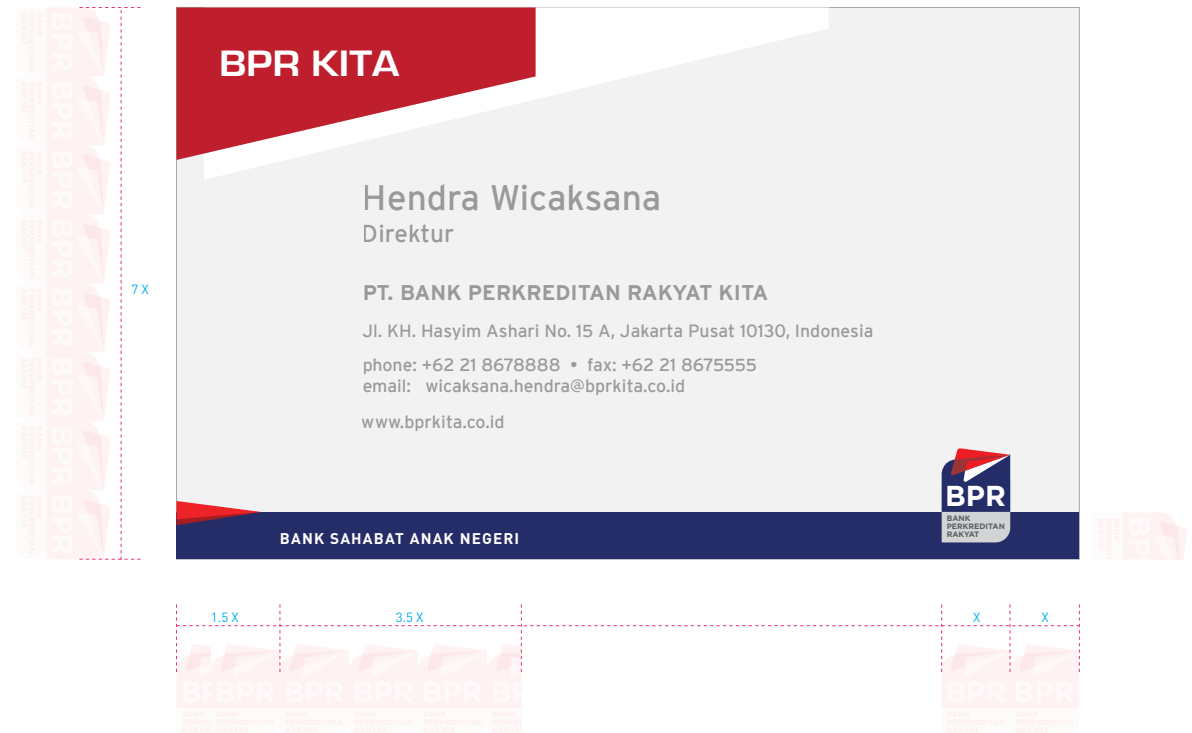 BPR KITA
Hendra Wicaksana
Direktur
PT. BANK PERKREDITAN RAKYAT KITA
Jl. KH. Hasyim Ashari No. 15 A, Jakarta Pusat 10130, Indonesia
phone: +62 21 8678888 • fax: +62 21 8675555
email: wicaksana.hendra@bprkita.co.id
www.bprkita.co.id
BPR
BANK
PERKREDITAN
RAKYAT
BANK SAHABAT ANAK NEGERI
7 X
1.5 X
3.5 X
X
X